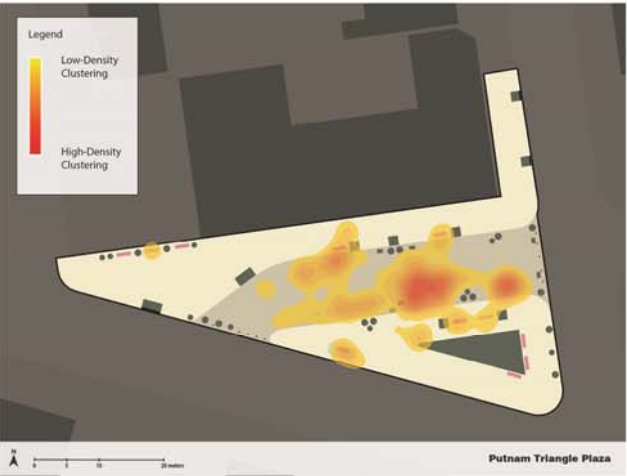 Legend
Low-Density
Clustering
High-Density
Clustering
N
0 5 10 20 meters
Putnam Triangle Plaza